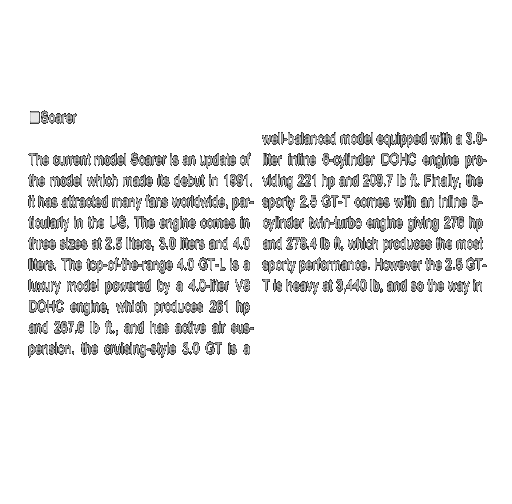 □Soarer
The current model Soarer is an update of
the model which made its debut in 1991.
It has attracted many fans worldwide, par-
ticularly in the US. The engine comes in
three sizes at 2.5 liters, 3.0 liters and 4.0
liters. The top-of-the-range 4.0 GT-L is a
luxury model powered by a 4.0-liter V8
DOHC engine, which produces 261 hp
and 267.6 lb ft., and has active air sus-
pension. the cruising-style 3.0 GT is a
well-balanced model equipped with a 3.0-
liter inline 6-cylinder DOHC engine pro-
viding 221 hp and 209.7 lb ft. Finally, the
sporty 2.5 GT-T comes with an inline 6-
cylinder twin-turbo engine giving 276 hp
and 278.4 lb ft, which produces the most
sporty performance. However the 2.5 GT-
T is heavy at 3,440 lb, and so the way in